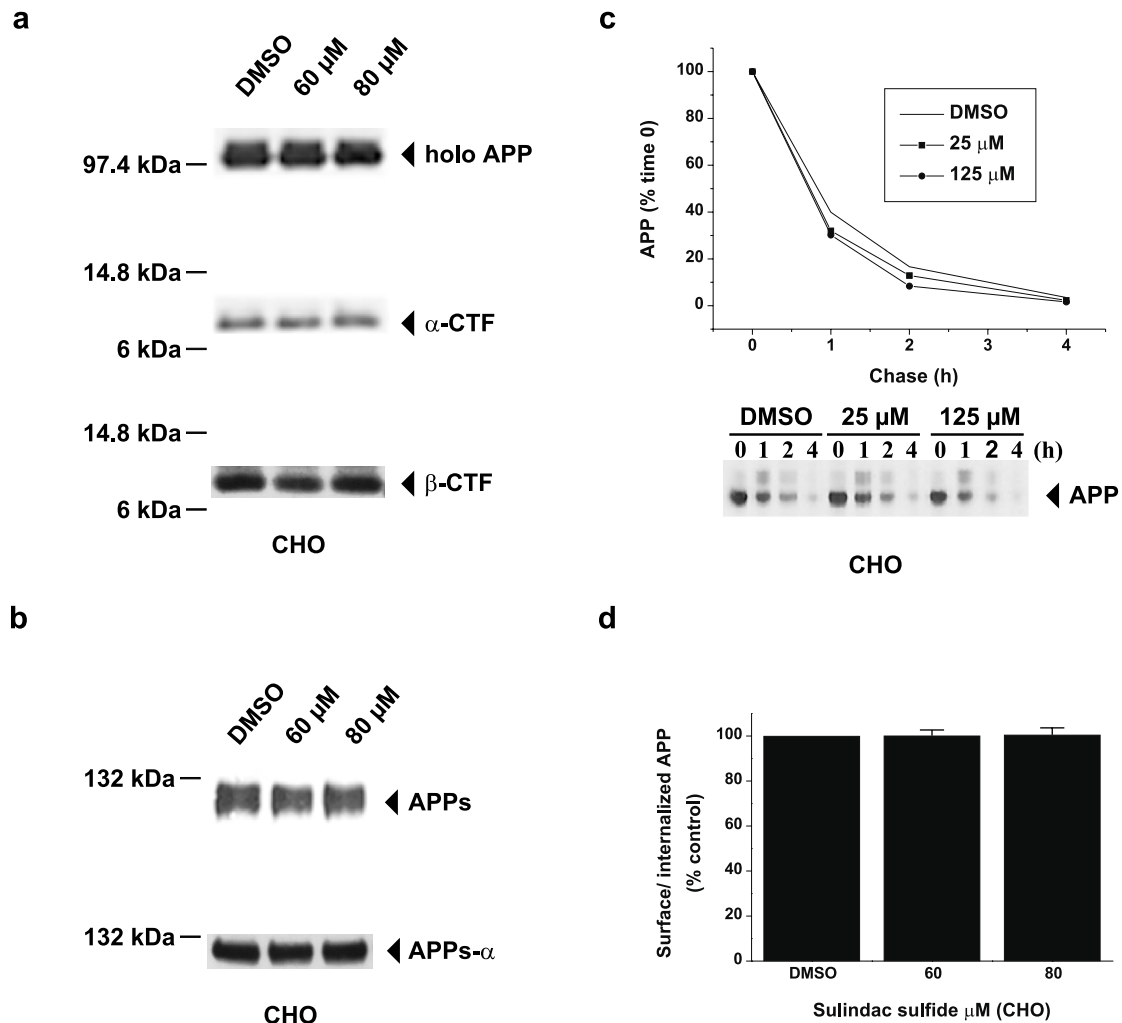 a
DMSO
60 µM
80 µM
97.4 kDa
holo APP
14.8 kDa
α-CTF
6 kDa
14.8 kDa
β-CTF
6 kDa
CHO
b
DMSO
60 µM
80 µM
132 kDa
APPs
132 kDa
APPs-α
CHO
c
100
80
60
40
20
0
APP (% time 0)
DMSO
25 µM
125 µM
0 1 2 3 4
Chase (h)
DMSO 25 µM 125 µM
0 1 2 4 0 1 2 4 0 1 2 4 (h)
APP
CHO
d
100
80
60
40
20
0
Surface/ internalized APP
(% control)
DMSO 60 80
Sulindac sulfide µM (CHO)